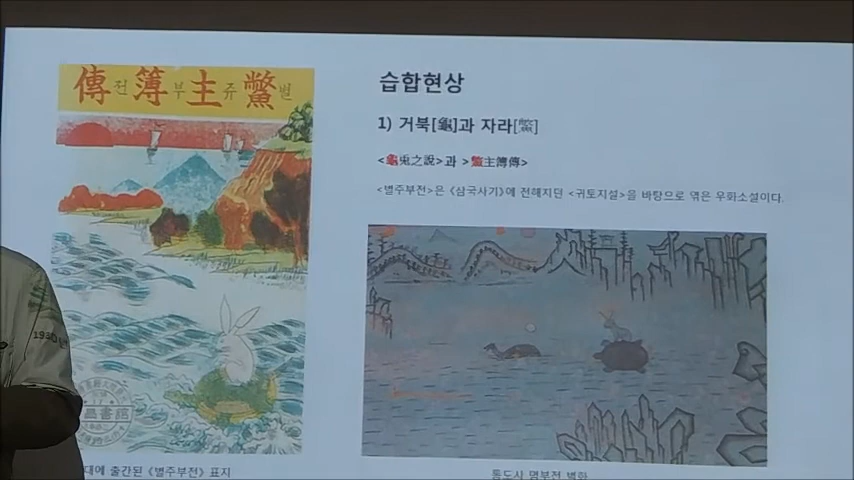 傳전 簿부 主쥬 鱉별
습합현상
1) 거북[龜]과 자라[鱉]
<龜兎之說>과 >鱉主簿傳>
<별주부전>은 《삼국사기》에 전해지던 <귀토지설>을 바탕으로 엮은 우화소설이다.
193
書館
대에 출간된 《별주부전》 표지
통도사 명부전 벽화